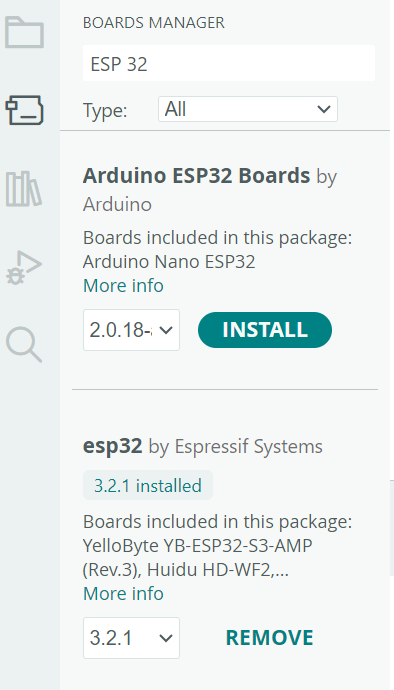 BOARDS MANAGER
ESP 32
Type: All
Arduino ESP32 Boards by
Arduino
Boards included in this package:
Arduino Nano ESP32
More info
2.0.18- INSTALL
esp32 by Espressif Systems
3.2.1 installed
Boards included in this package:
YelloByte YB-ESP32-S3-AMP
(Rev.3), Huidu HD-WF2,...
More info
3.2.1 REMOVE